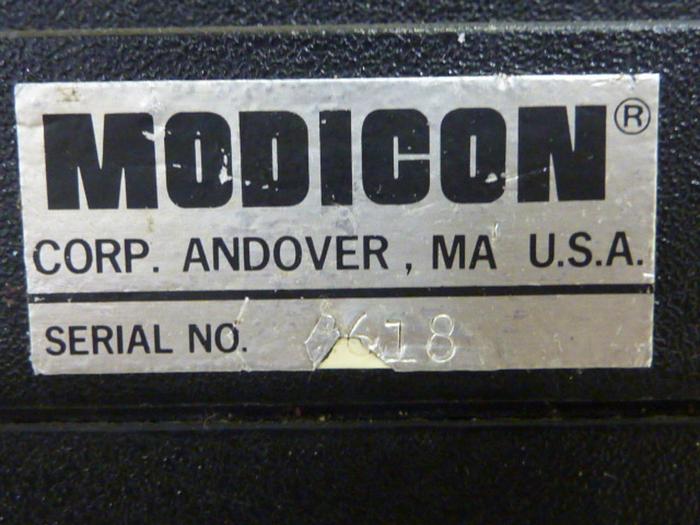 MODICON®
CORP. ANDOVER, MA U.S.A.
SERIAL NO.